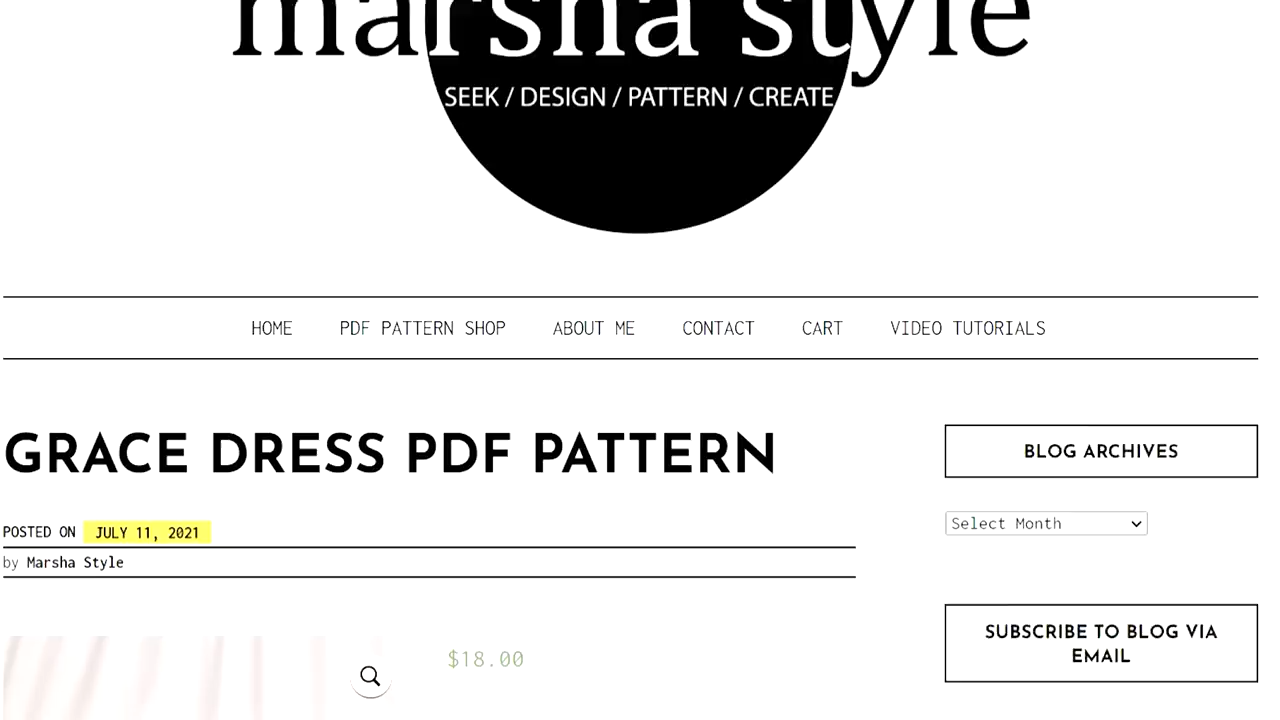 marsha style
SEEK / DESIGN / PATTERN / CREATE
HOME PDF PATTERN SHOP ABOUT ME CONTACT CART VIDEO TUTORIALS
GRACE DRESS PDF PATTERN
POSTED ON JULY 11, 2021
by Marsha Style
$18.00
BLOG ARCHIVES
Select Month
SUBSCRIBE TO BLOG VIA
EMAIL